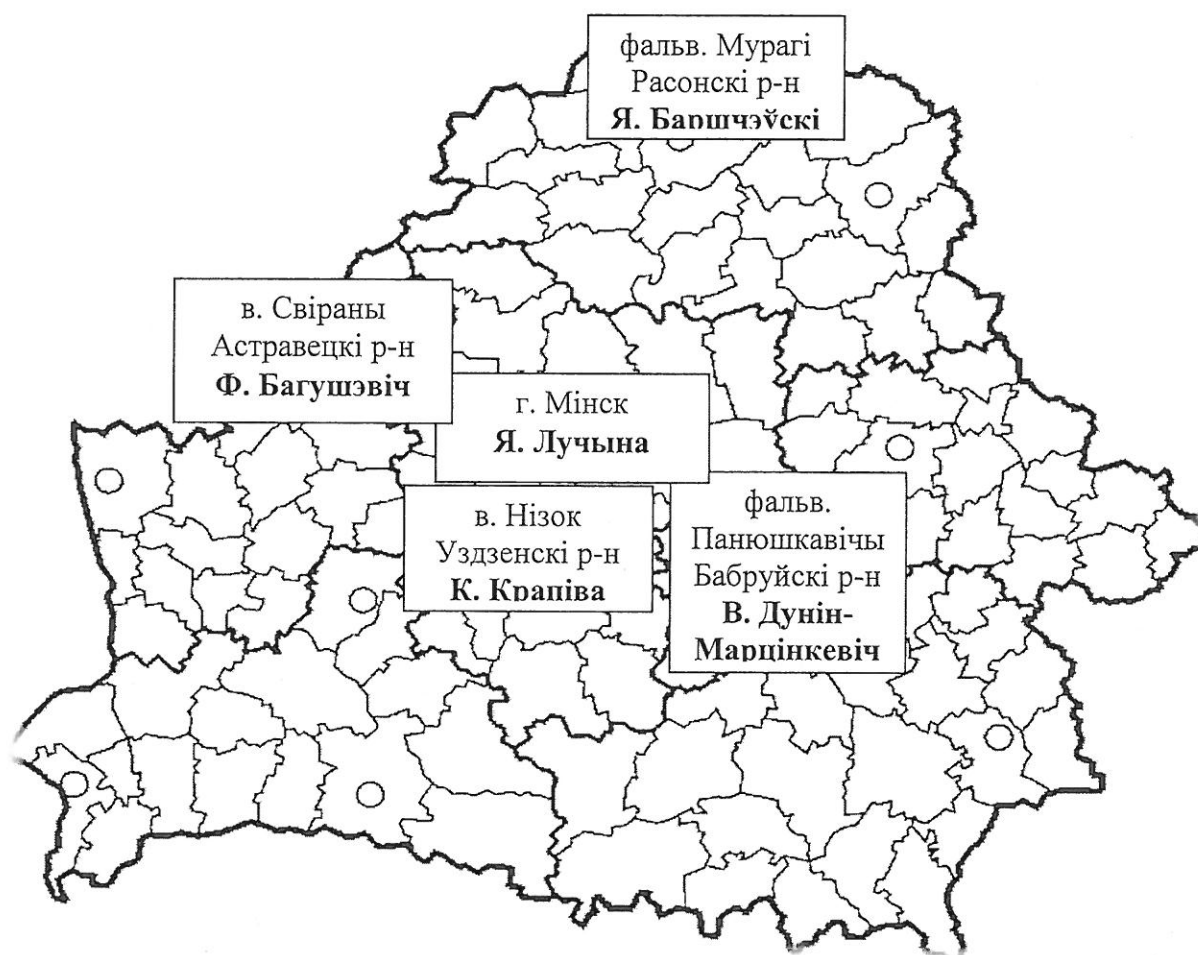 фальв. Мурагі
Расонскі р-н
Я. Баршчэўскі
в. Свіраны
Астравецкі р-н
Ф. Багушэвіч
г. Мінск
Я. Лучына
в. Нізок
Уздзенскі р-н
К. Крапіва
фальв.
Панюшкавічы
Бабруйскі р-н
В. Дунін-
Марцінкевіч